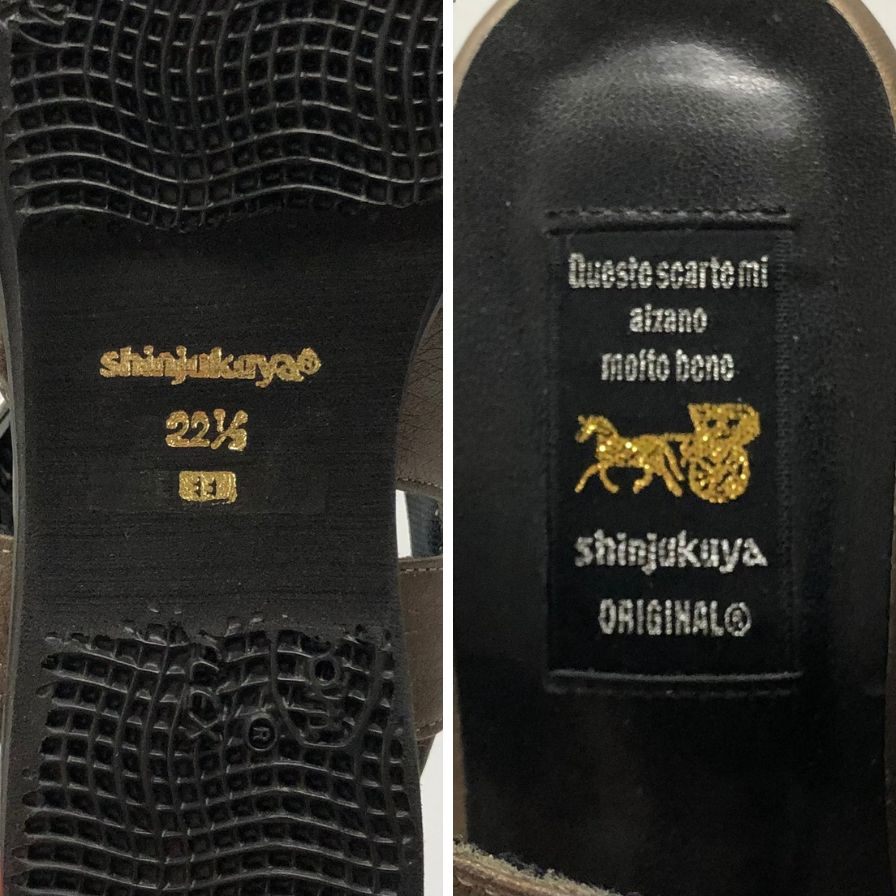 shinjukuya®
22½
EE
Queste scarte mi
alzano
molto bene
shinjukuya
ORIGINAL®
R